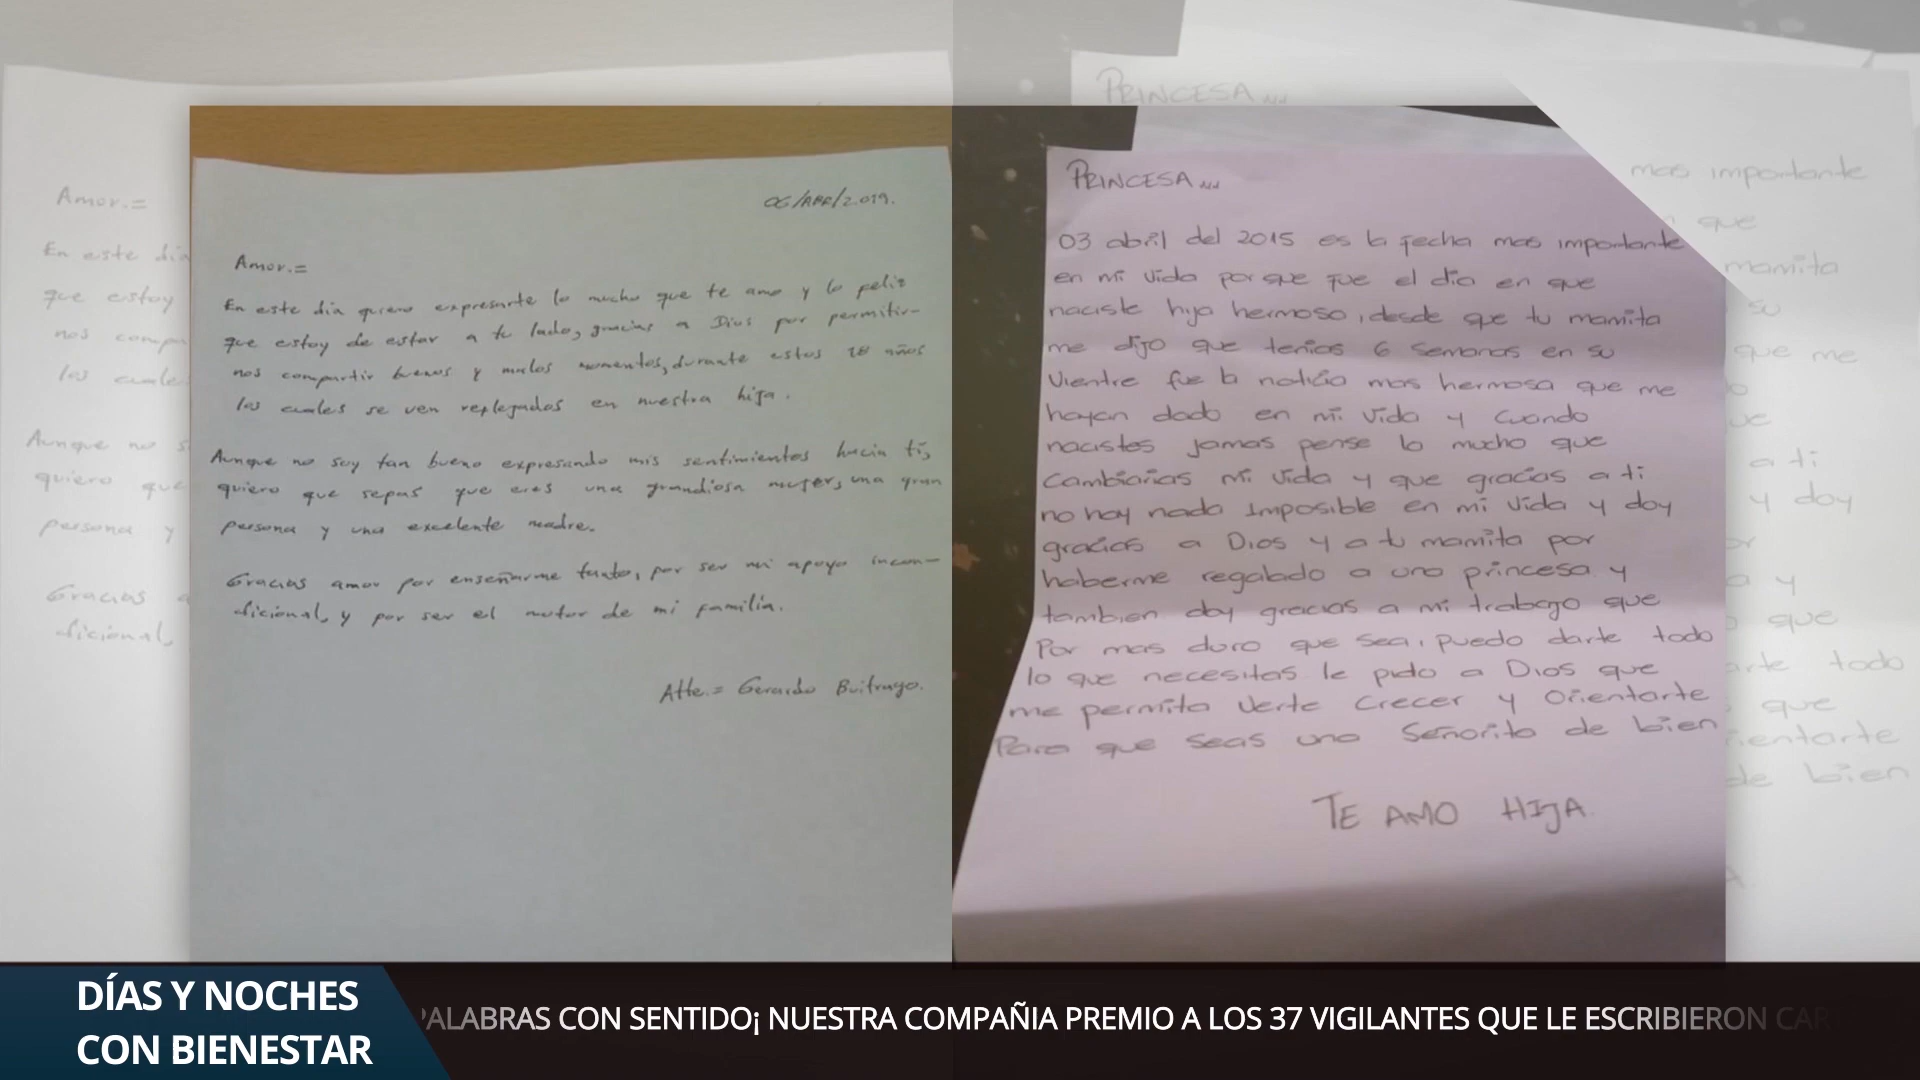 06/ABR/2.019.
Amor.=
En este dia quiero expresarte lo mucho que te amo y lo feliz
que estoy de estar a tu lado, gracias a Dios por permitir-
nos compartir buenos y malos momentos, durante estos 18 años
los cuales se ven replegadas en nuestra hija.
Aunque no soy tan bueno expresando mis sentimientos hacia tí,
quiero que sepas que eres una grandiosa mujer, una gran
persona y una excelente madre.
Gracias amor por enseñarme tanto, por ser mi apoyo incon-
dicional, y por ser el motor de mi familia.
Atte.= Gerardo Buitrago.
PRINCESA...
03 abril del 2015 es la fecha mas importante
en mi vida porque fue el dia en que
naciste hija hermosa, desde que tu mamita
me dijo que tenias 6 semanas en su
vientre fue la noticia mas hermosa que me
hayan dado en mi vida y cuando
nacistes jamas pense lo mucho que
cambiarias mi vida y que gracias a ti
no hay nada imposible en mi vida y doy
gracias a Dios y a tu mamita por
haberme regalado a una princesa y
tambien doy gracias a mi trabajo que
Por mas duro que sea, puedo darte todo
lo que necesitas le pido a Dios que
me permita verte crecer y orientarte
Para que seas una Señorita de bien
TE AMO HIJA.
DÍAS Y NOCHES
CON BIENESTAR
PALABRAS CON SENTIDO¡ NUESTRA COMPAÑIA PREMIO A LOS 37 VIGILANTES QUE LE ESCRIBIERON CAR